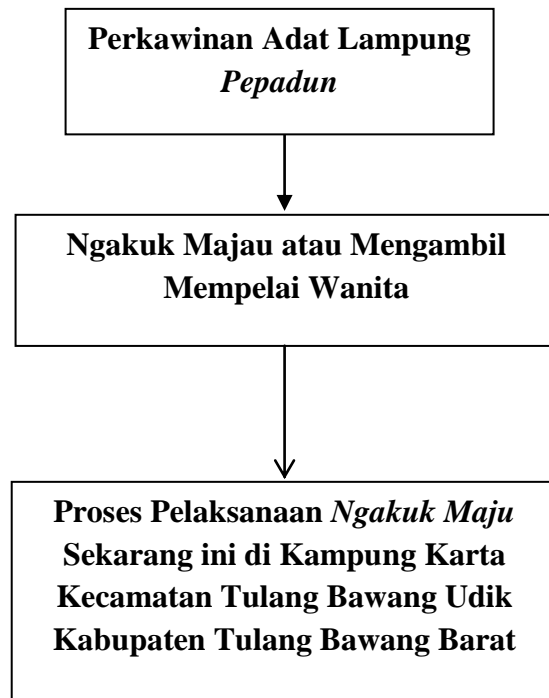 Perkawinan Adat Lampung
Pepadun
Ngakuk Majau atau Mengambil
Mempelai Wanita
Proses Pelaksanaan Ngakuk Maju
Sekarang ini di Kampung Karta
Kecamatan Tulang Bawang Udik
Kabupaten Tulang Bawang Barat